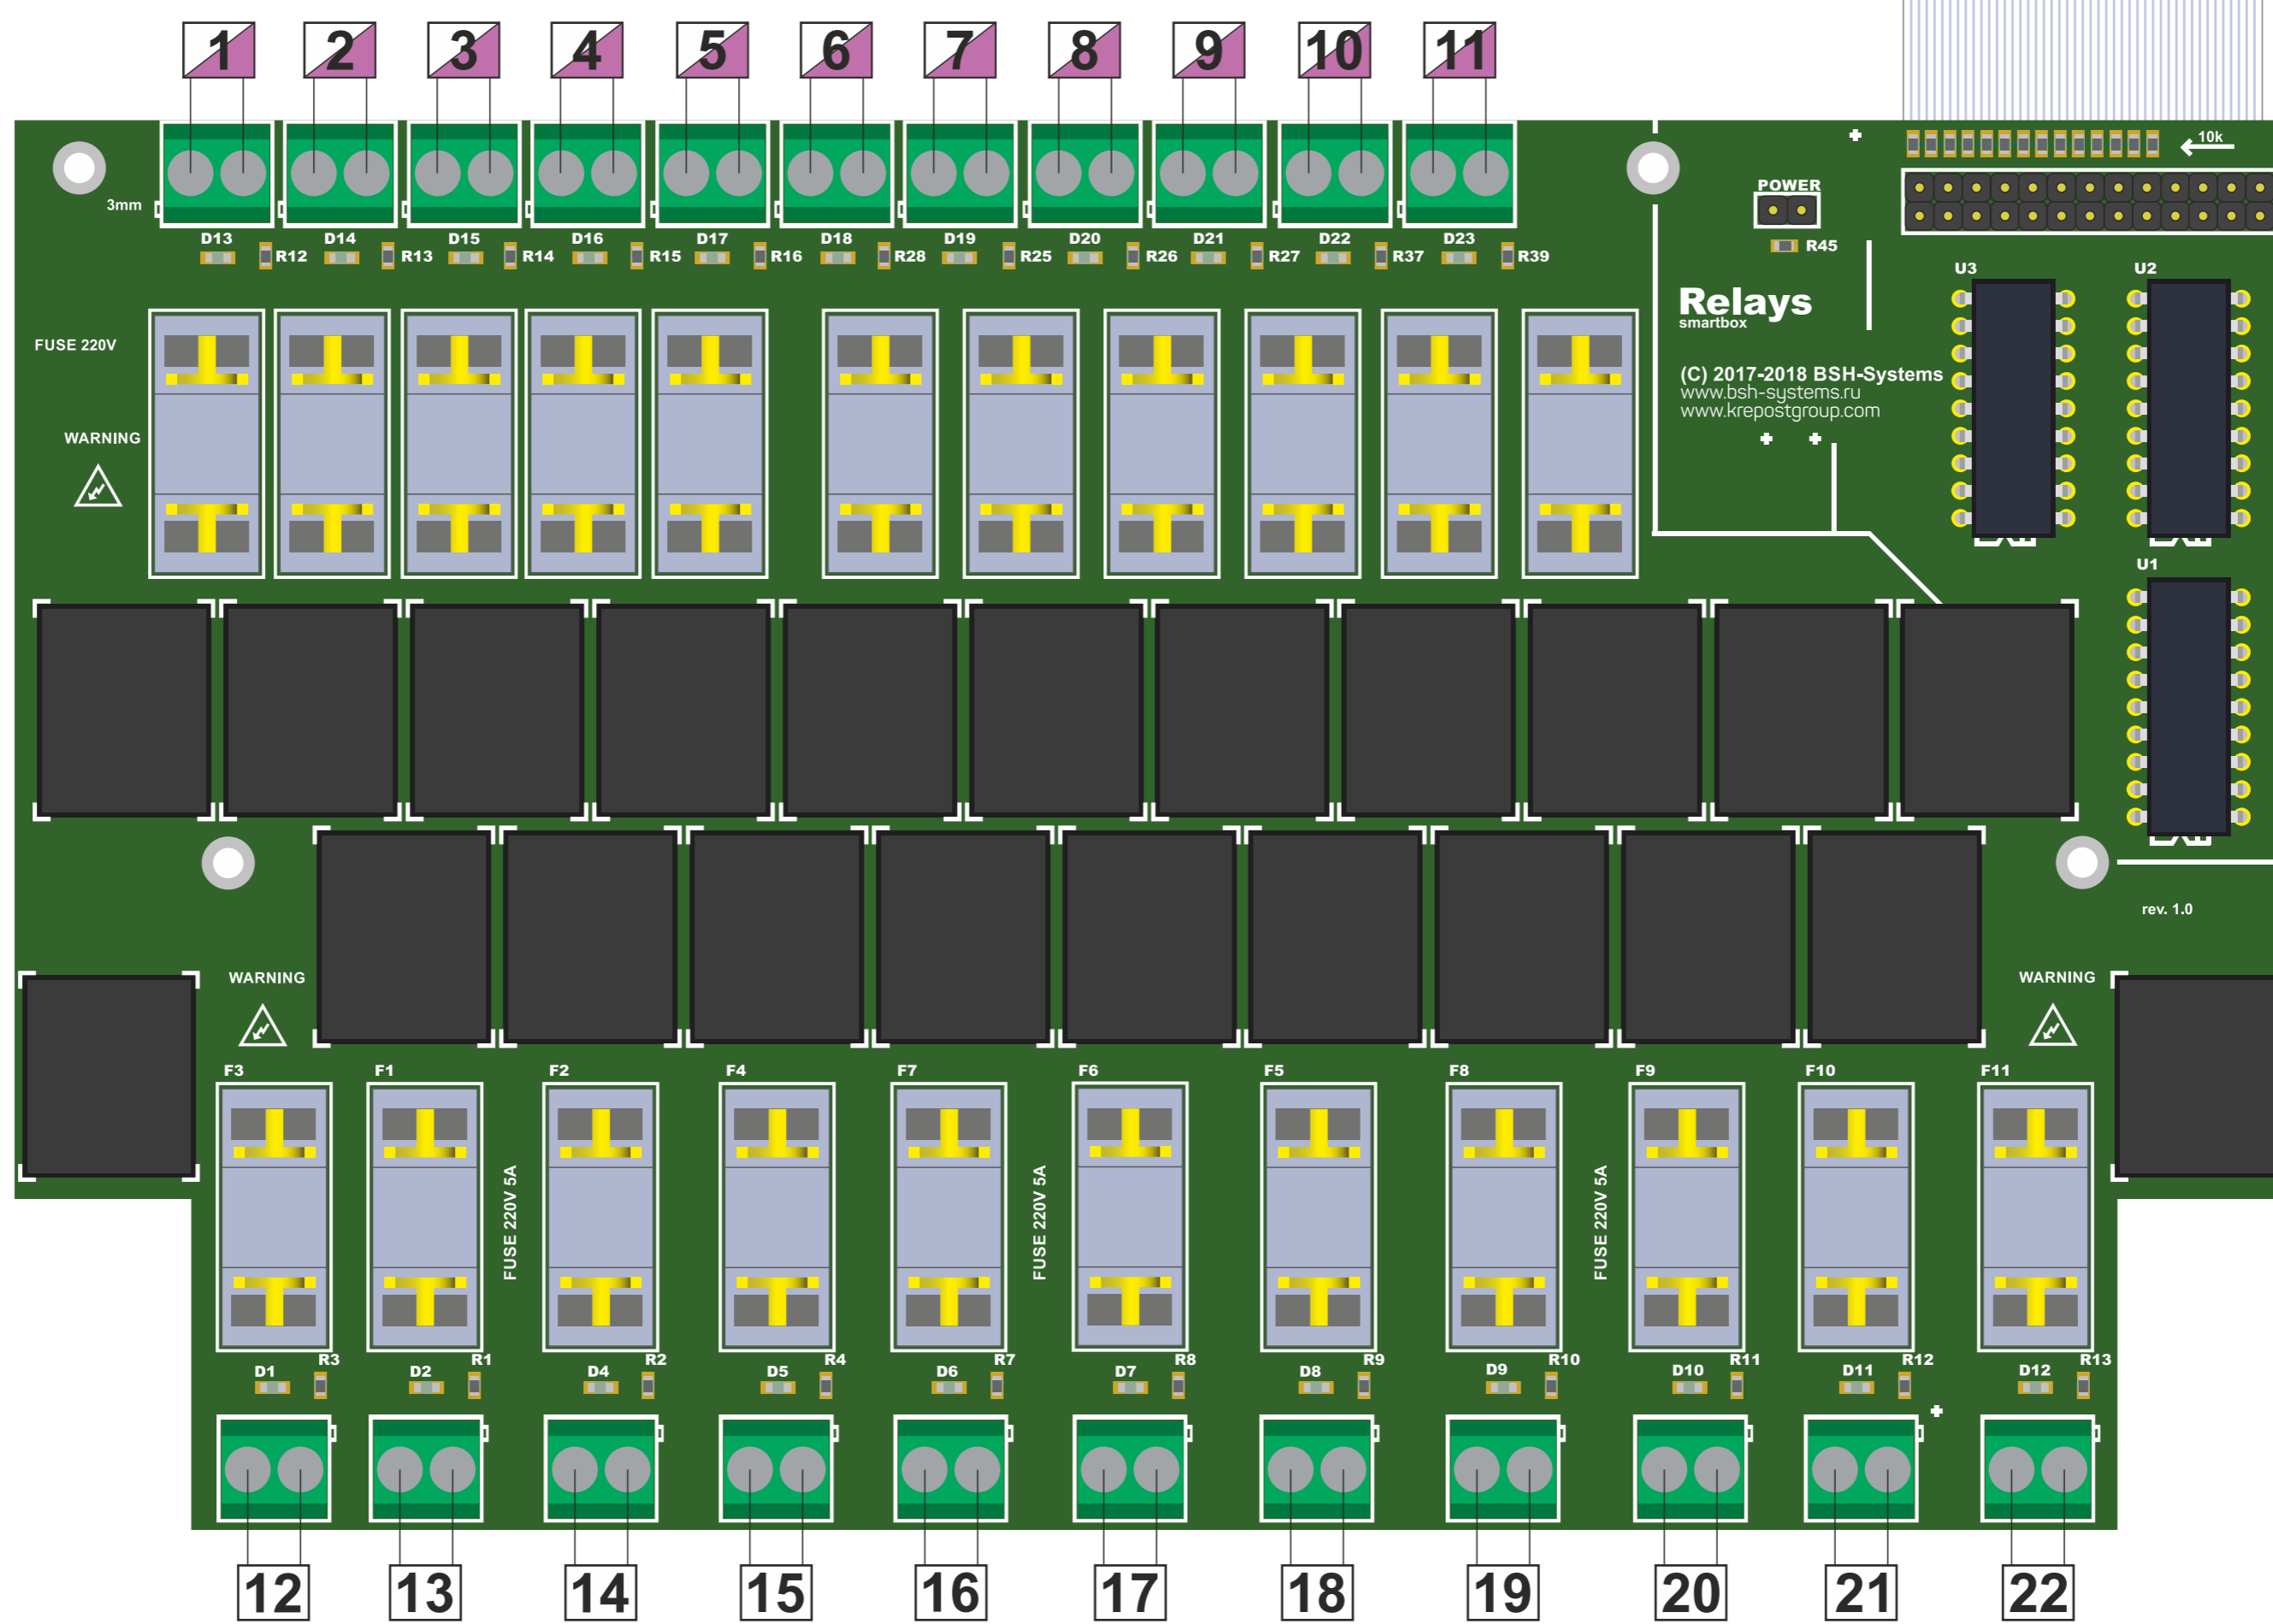 1 2 3 4 5 6 7 8 9 10 11
10k
POWER
3mm
D13 D14 D15 D16 D17 D18 D19 D20 D21 D22 D23
R12 R13 R14 R15 R16 R28 R25 R26 R27 R37 R39
R45
U3 U2
Relays
smartbox
FUSE 220V
(C) 2017-2018 BSH-Systems
www.bsh-systems.ru
www.krepostgroup.com
WARNING
U1
rev. 1.0
WARNING WARNING
F3 F1 F2 F4 F7 F6 F5 F8 F9 F10 F11
FUSE 220V 5A
FUSE 220V 5A
FUSE 220V 5A
R3 R1 R2 R4 R7 R8 R9 R10 R11 R12 R13
D1 D2 D4 D5 D6 D7 D8 D9 D10 D11 D12
12 13 14 15 16 17 18 19 20 21 22